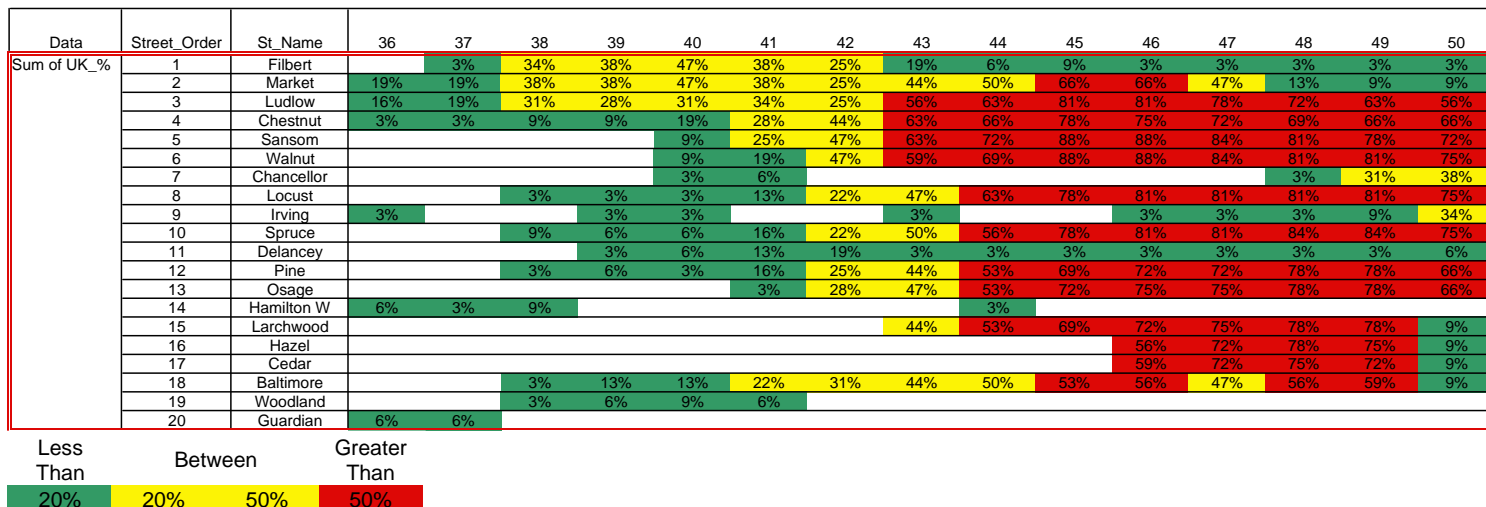 Data Street_Order St_Name 36 37 38 39 40 41 42 43 44 45 46 47 48 49 50
Sum of UK_% 1 Filbert 3% 34% 38% 47% 38% 25% 19% 6% 9% 3% 3% 3% 3% 3%
2 Market 19% 19% 38% 38% 47% 38% 25% 44% 50% 66% 66% 47% 13% 9% 9%
3 Ludlow 16% 19% 31% 28% 31% 34% 25% 56% 63% 81% 81% 78% 72% 63% 56%
4 Chestnut 3% 3% 9% 9% 19% 28% 44% 63% 66% 78% 75% 72% 69% 66% 66%
5 Sansom 9% 25% 47% 63% 72% 88% 88% 84% 81% 78% 72%
6 Walnut 9% 19% 47% 59% 69% 88% 88% 84% 81% 81% 75%
7 Chancellor 3% 6% 3% 31% 38%
8 Locust 3% 3% 3% 13% 22% 47% 63% 78% 81% 81% 81% 81% 75%
9 Irving 3% 3% 3% 3% 3% 3% 3% 9% 34%
10 Spruce 9% 6% 6% 16% 22% 50% 56% 78% 81% 81% 84% 84% 75%
11 Delancey 3% 6% 13% 19% 3% 3% 3% 3% 3% 3% 3% 6%
12 Pine 3% 6% 3% 16% 25% 44% 53% 69% 72% 72% 78% 78% 66%
13 Osage 3% 28% 47% 53% 72% 75% 75% 78% 78% 66%
14 Hamilton W 6% 3% 9% 3%
15 Larchwood 44% 53% 69% 72% 75% 78% 78% 9%
16 Hazel 56% 72% 78% 75% 9%
17 Cedar 59% 72% 75% 72% 9%
18 Baltimore 3% 13% 13% 22% 31% 44% 50% 53% 56% 47% 56% 59% 9%
19 Woodland 3% 6% 9% 6%
20 Guardian 6% 6%
Less Than Between Greater Than
20% 20% 50% 50%